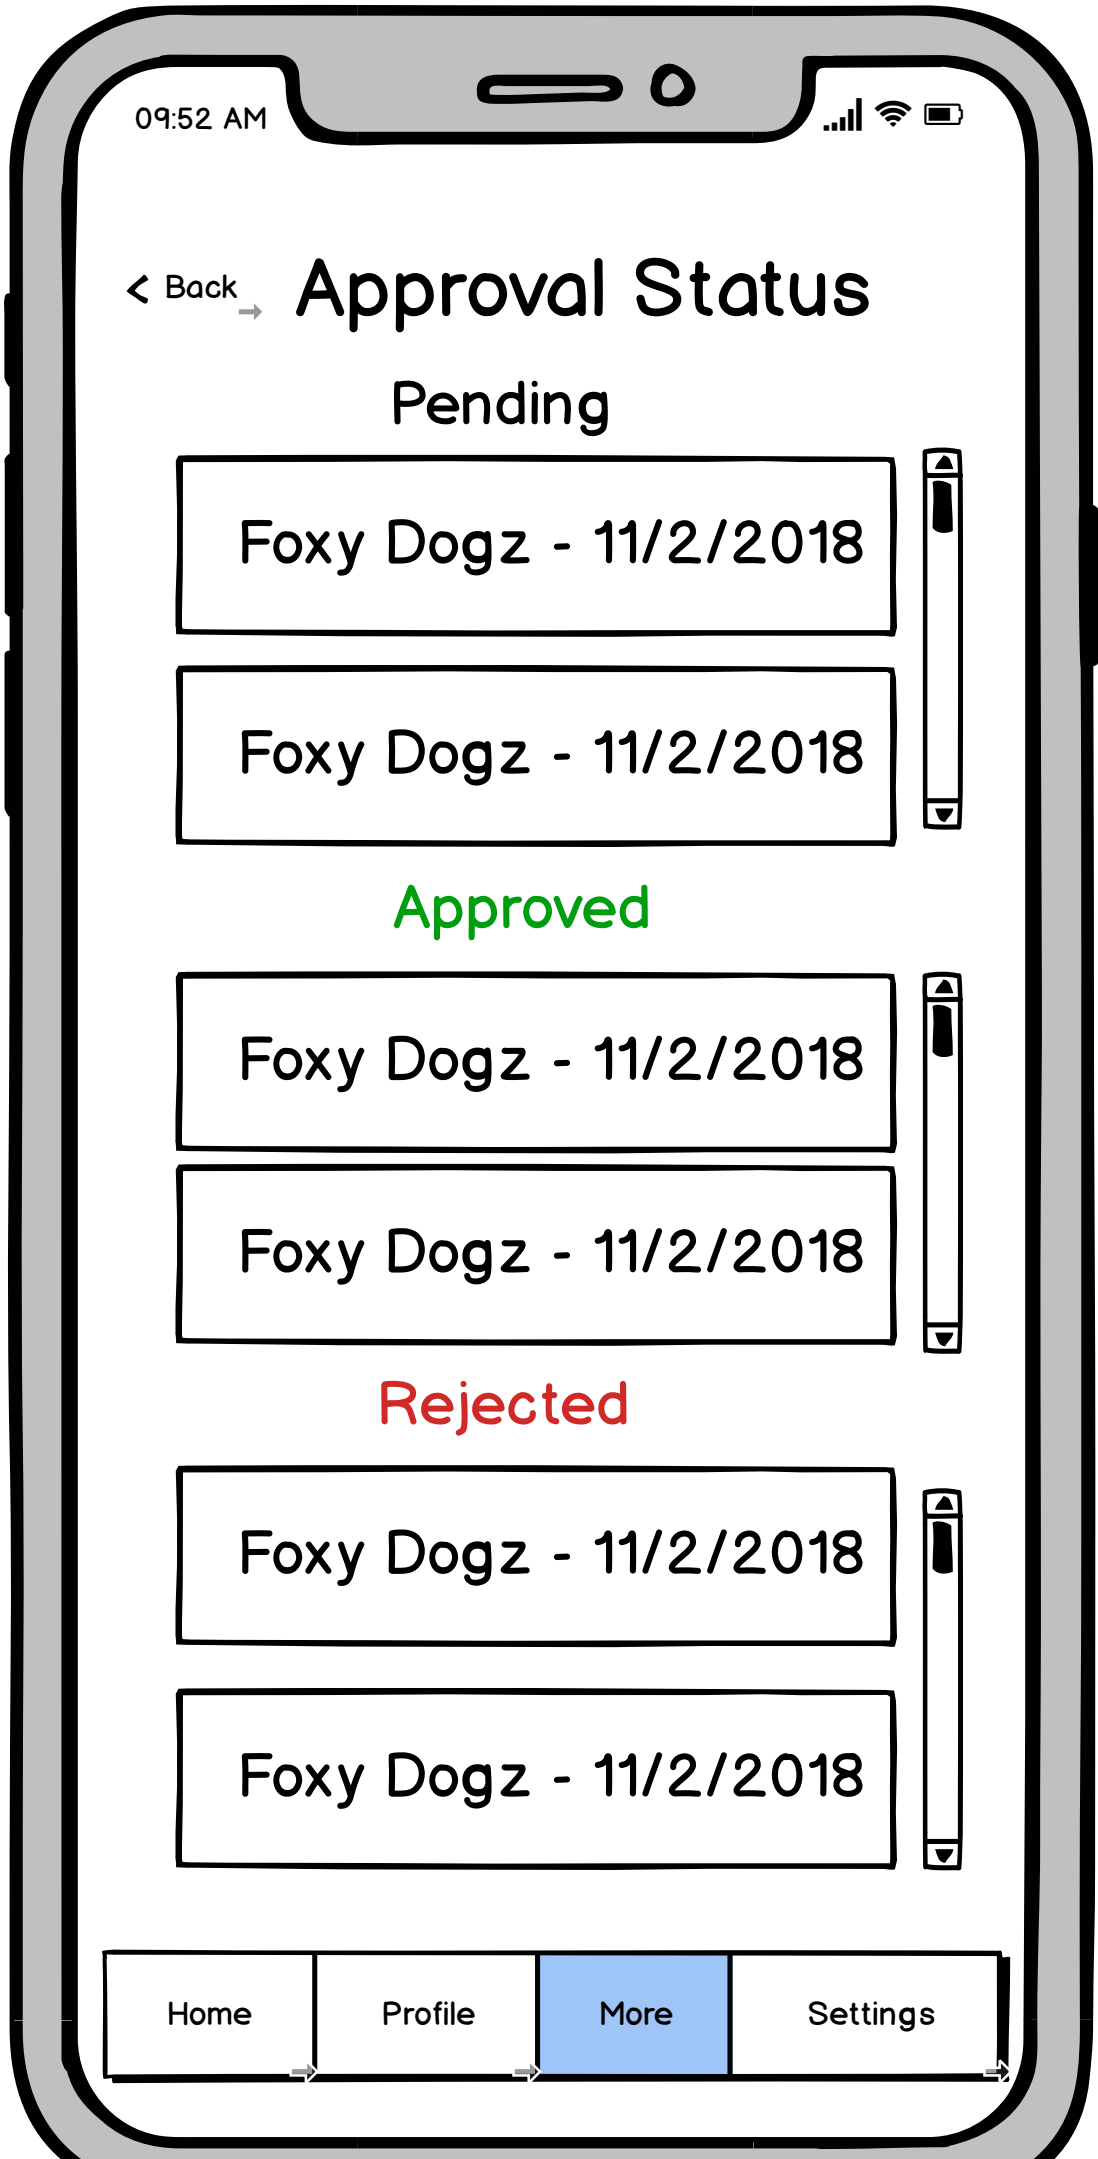 09:52 AM
Back
Approval Status
Pending
Foxy Dogz - 11/2/2018
Foxy Dogz - 11/2/2018
Approved
Foxy Dogz - 11/2/2018
Foxy Dogz - 11/2/2018
Rejected
Foxy Dogz - 11/2/2018
Foxy Dogz - 11/2/2018
Home Profile More Settings